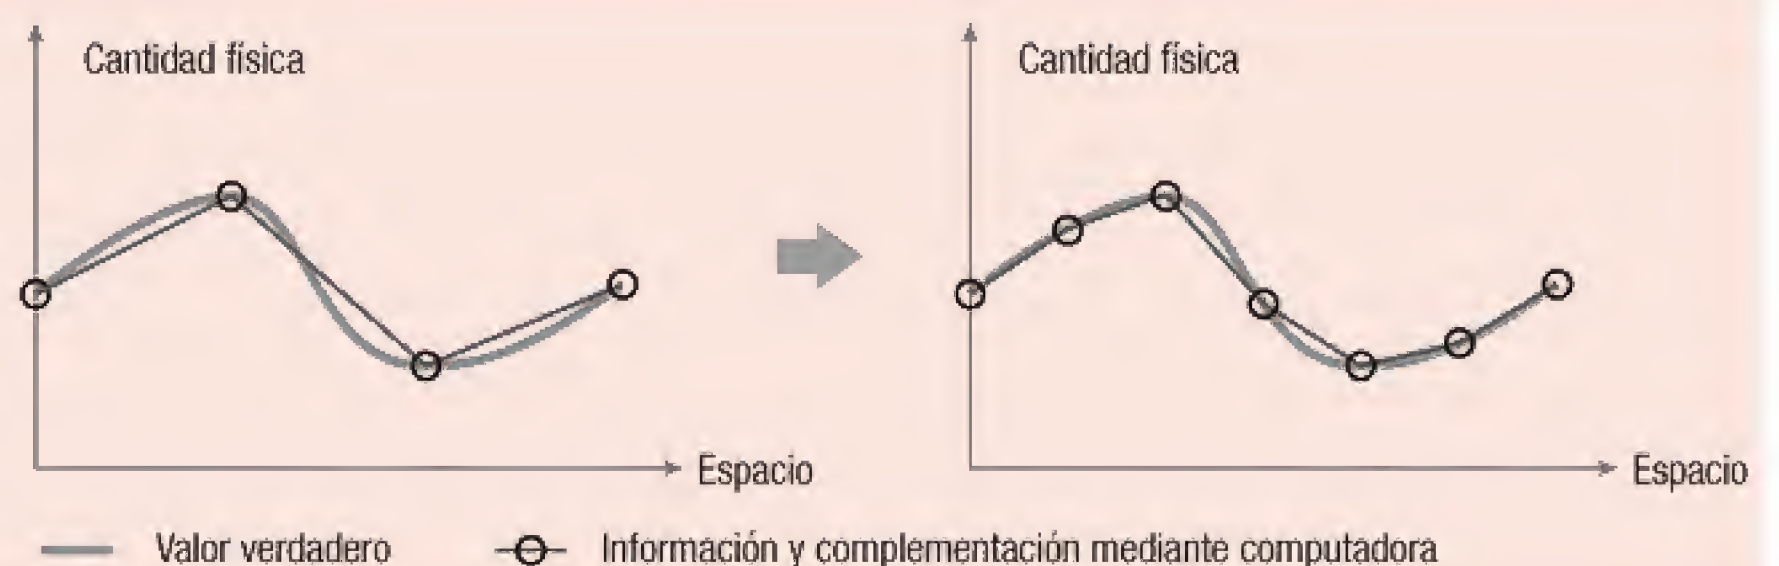 Cantidad física
Cantidad física
Espacio
Espacio
Valor verdadero
Información y complementación mediante computadora